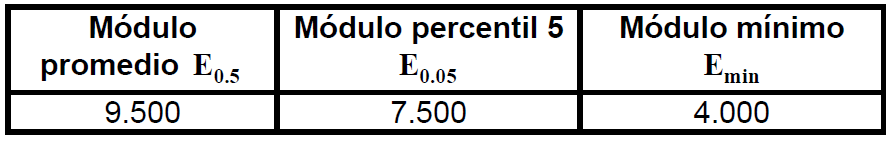 Módulo promedio E0.5
Módulo percentil 5 E0.05
Módulo mínimo Emin
9.500 7.500 4.000